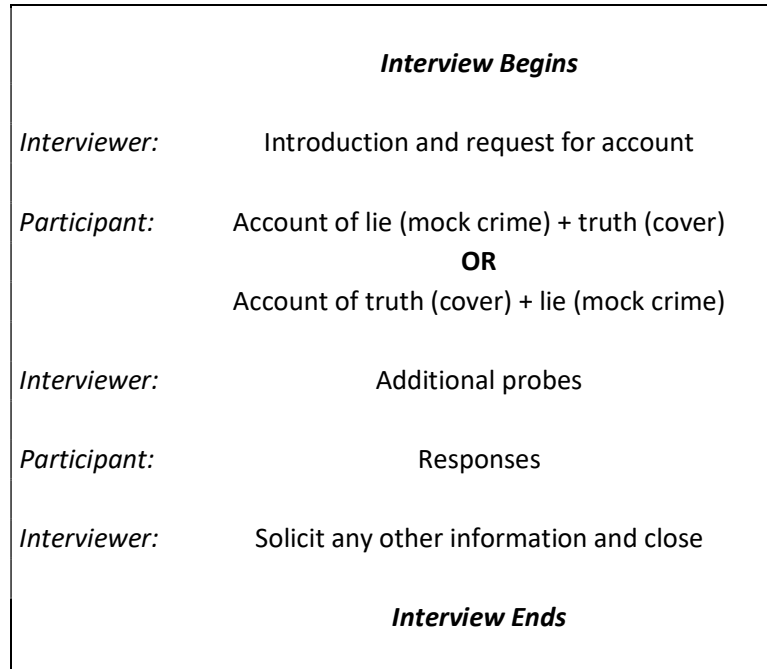 Interview Begins
Interviewer: Introduction and request for account
Participant: Account of lie (mock crime) + truth (cover)
OR
Account of truth (cover) + lie (mock crime)
Interviewer: Additional probes
Participant: Responses
Interviewer: Solicit any other information and close
Interview Ends